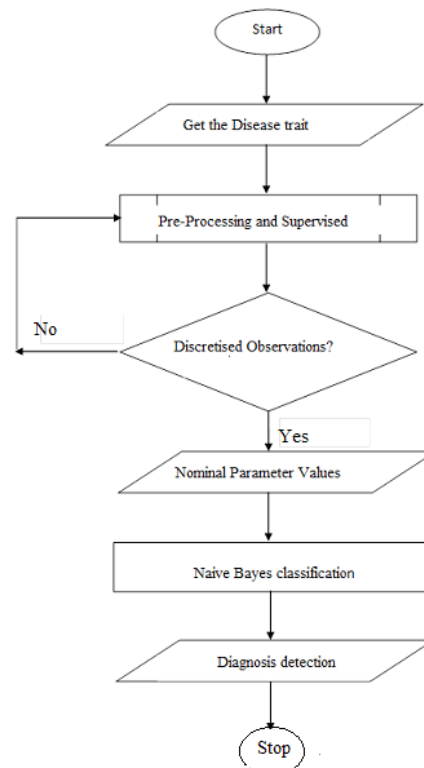 Start
Get the Disease trait
Pre-Processing and Supervised
Discretised Observations?
No
Yes
Nominal Parameter Values
Naive Bayes classification
Diagnosis detection
Stop